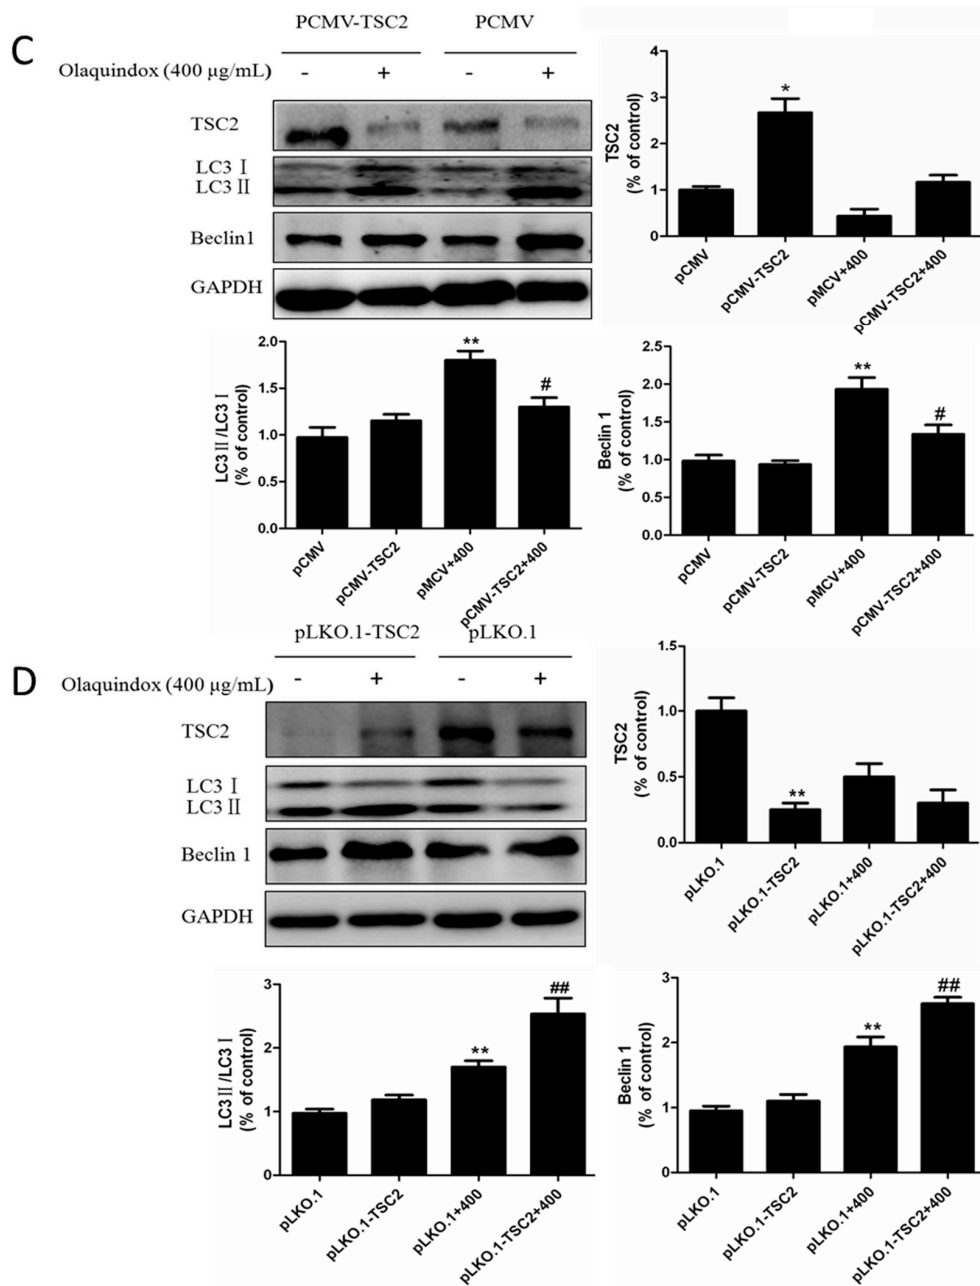 C
PCMV-TSC2 PCMV
Olaquindox (400 μg/mL) - + - +
TSC2
LC3 Ⅰ
LC3 Ⅱ
Beclin1
GAPDH
TSC2
(% of control)
4
3
2
1
0
*
pCMV
pCMV-TSC2
pMCV+400
pCMV-TSC2+400
LC3Ⅱ/LC3Ⅰ
(% of control)
2.0
1.5
1.0
0.5
0.0
**
#
pCMV
pCMV-TSC2
pMCV+400
pCMV-TSC2+400
Beclin 1
(% of control)
2.5
2.0
1.5
1.0
0.5
0.0
**
#
pCMV
pCMV-TSC2
pMCV+400
pCMV-TSC2+400
D
pLKO.1-TSC2 pLKO.1
Olaquindox (400 μg/mL) - + - +
TSC2
LC3 Ⅰ
LC3 Ⅱ
Beclin 1
GAPDH
TSC2
(% of control)
1.5
1.0
0.5
0.0
**
pLKO.1
pLKO.1-TSC2
pLKO.1+400
pLKO.1-TSC2+400
LC3Ⅱ/LC3Ⅰ
(% of control)
3
2
1
0
**
##
pLKO.1
pLKO.1-TSC2
pLKO.1+400
pLKO.1-TSC2+400
Beclin 1
(% of control)
3
2
1
0
**
##
pLKO.1
pLKO.1-TSC2
pLKO.1+400
pLKO.1-TSC2+400